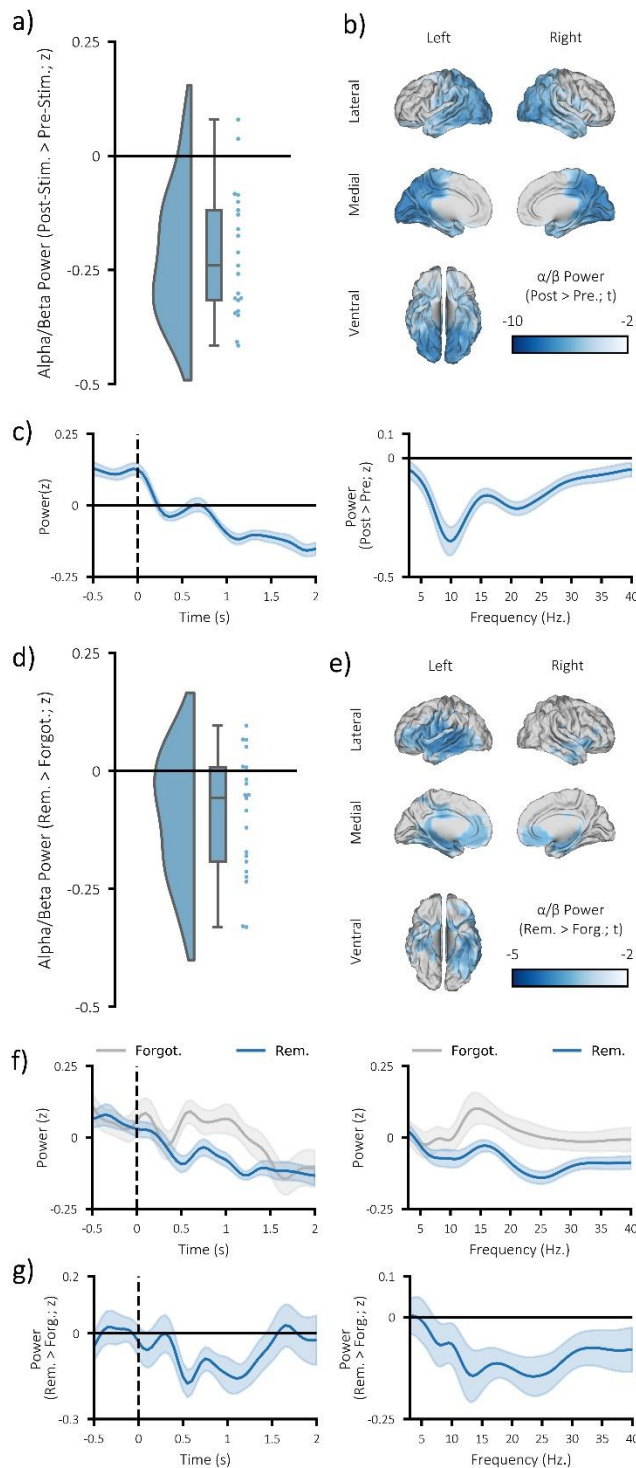 a)
0.25
0
-0.25
-0.5
Alpha/Beta Power (Post-Stim. > Pre-Stim.; z)
b)
Left
Right
Lateral
Medial
Ventral
α/β Power
(Post > Pre.; t)
-10
-2
c)
0.25
0
-0.25
Power(z)
-0.5
0
0.5
1
1.5
2
Time (s)
0.1
0
-0.5
Power
(Post > Pre; z)
5
10
15
20
25
30
35
40
Frequency (Hz.)
d)
0.25
0
-0.25
-0.5
Alpha/Beta Power (Rem. > Forgot.; z)
e)
Left
Right
Lateral
Medial
Ventral
α/β Power
(Rem. > Forg.; t)
-5
-2
f)
Forgot.
Rem.
0.25
0
-0.25
Power (z)
-0.5
0
0.5
1
1.5
2
Time (s)
Forgot.
Rem.
0.25
0
-0.25
Power (z)
5
10
15
20
25
30
35
40
Frequency (Hz.)
g)
0.2
0
-0.3
Power
(Rem. > Forg.; z)
-0.5
0
0.5
1
1.5
2
Time (s)
0.1
0
-0.25
Power
(Rem. > Forg.; z)
5
10
15
20
25
30
35
40
Frequency (Hz.)